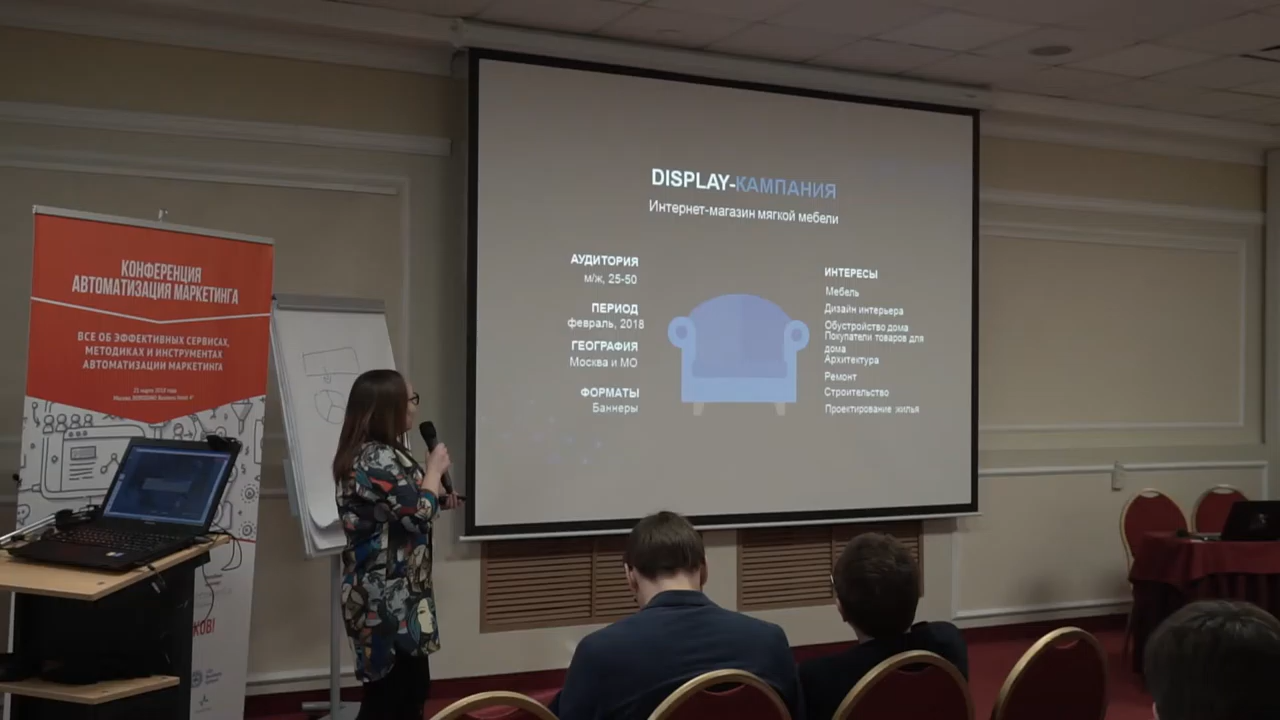 КОНФЕРЕНЦИЯ
АВТОМАТИЗАЦИЯ МАРКЕТИНГА
ВСЕ ОБ ЭФФЕКТИВНЫХ СЕРВИСАХ,
МЕТОДИКАХ И ИНСТРУМЕНТАХ
АВТОМАТИЗАЦИИ МАРКЕТИНГА
DISPLAY-КАМПАНИЯ
Интернет-магазин мягкой мебели
АУДИТОРИЯ
м/ж, 25-50
ПЕРИОД
февраль, 2018
ГЕОГРАФИЯ
Москва и МО
ФОРМАТЫ
Баннеры
ИНТЕРЕСЫ
Мебель
Дизайн интерьера
Обустройство дома
Покупатели товаров для
дома
Архитектура
Ремонт
Строительство
Проектирование жилья